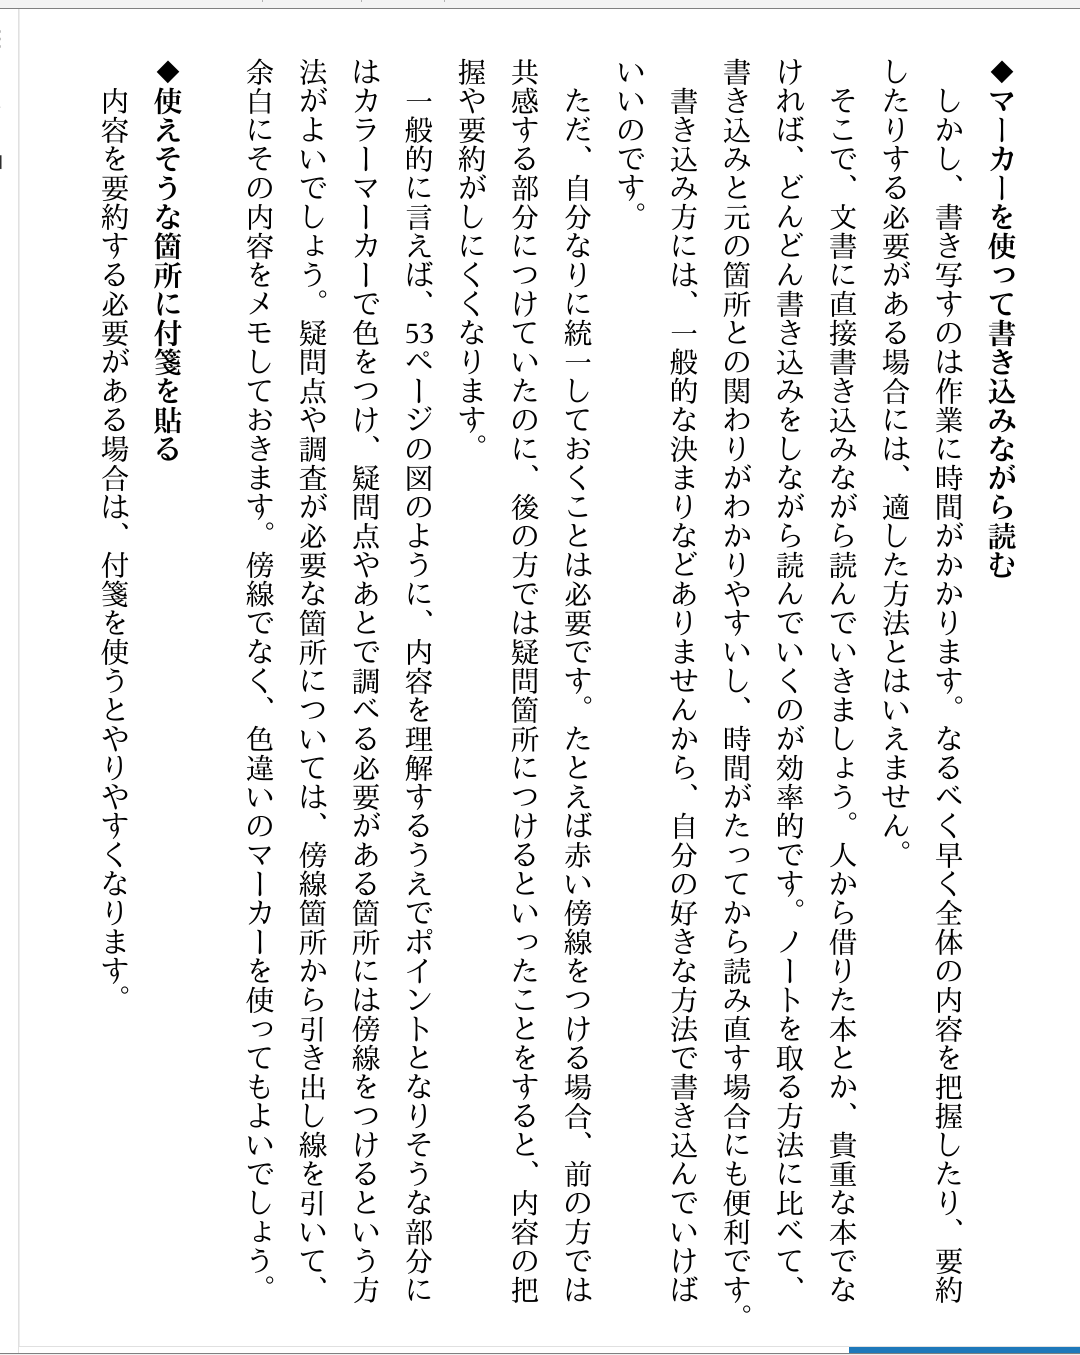 ◆マーカーを使って書き込みながら読む
しかし、書き写すのは作業に時間がかかります。なるべく早く全体の内容を把握したり、要約
したりする必要がある場合には、適した方法とはいえません。
そこで、文書に直接書き込みながら読んでいきましょう。人から借りた本とか、貴重な本でな
ければ、どんどん書き込みをしながら読んでいくのが効率的です。ノートを取る方法に比べて、
書き込みと元の箇所との関わりがわかりやすいし、時間がたってから読み直す場合にも便利です。
書き込み方には、一般的な決まりなどありませんから、自分の好きな方法で書き込んでいけば
いいのです。
ただ、自分なりに統一しておくことは必要です。たとえば赤い傍線をつける場合、前の方では
共感する部分につけていたのに、後の方では疑問箇所につけるといったことをすると、内容の把
握や要約がしにくくなります。
一般的に言えば、53ページの図のように、内容を理解するうえでポイントとなりそうな部分に
はカラーマーカーで色をつけ、疑問点やあとで調べる必要がある箇所には傍線をつけるという方
法がよいでしょう。疑問点や調査が必要な箇所については、傍線箇所から引き出し線を引いて、
余白にその内容をメモしておきます。傍線でなく、色違いのマーカーを使ってもよいでしょう。
◆使えそうな箇所に付箋を貼る
内容を要約する必要がある場合は、付箋を使うとやりやすくなります。